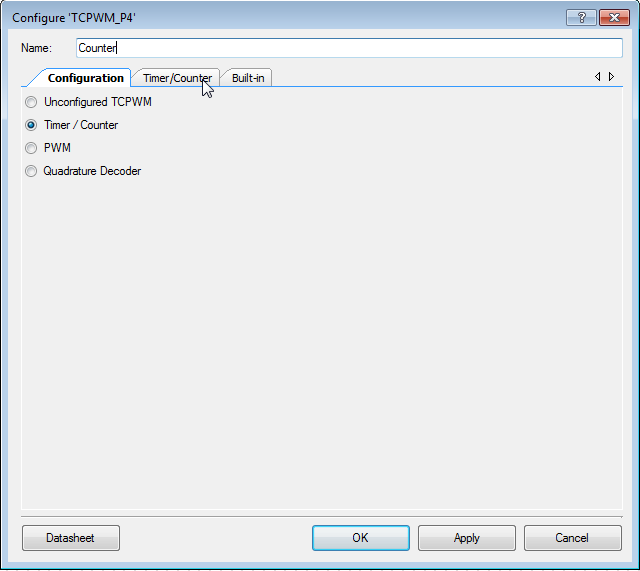 Configure 'TCPWM_P4'
?
Name: Counter
Configuration Timer/Counter Built-in
Unconfigured TCPWM
Timer / Counter
PWM
Quadrature Decoder
Datasheet OK Apply Cancel